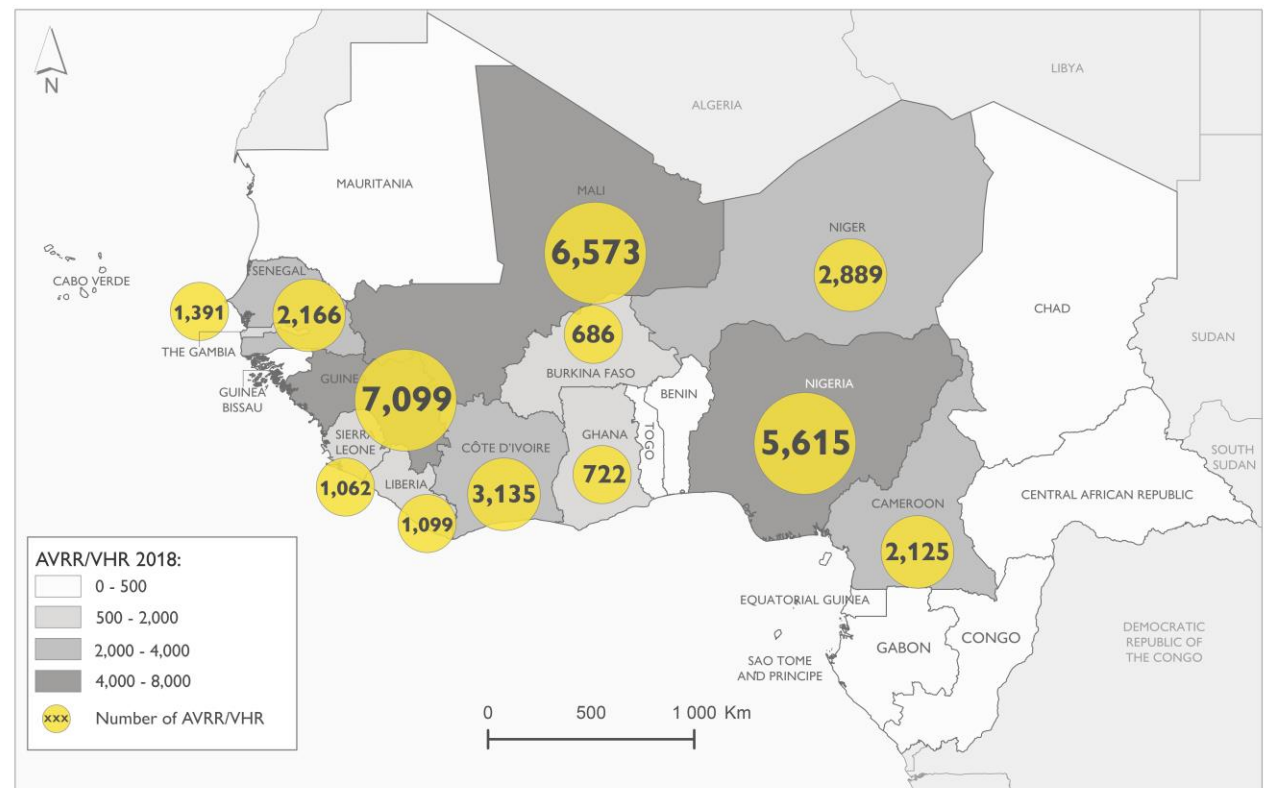 N
LIBYA
ALGERIA
MAURITANIA
MALI
6,573
NIGER
2,889
CABO VERDE
SENEGAL
1,391
2,166
CHAD
THE GAMBIA
686
SUDAN
BURKINA FASO
GUINE
7,099
GUINEA
BISSAU
BENIN
NIGERIA
5,615
SIERRA
LEONE
CÔTE D'IVOIRE
GHANA
TOGO
SOUTH
SUDAN
1,062
LIBERIA
3,135
722
CENTRAL AFRICAN REPUBLIC
1,099
CAMEROON
2,125
AVRR/VHR 2018:
0 - 500
500 - 2,000
2,000 - 4,000
4,000 - 8,000
xxx Number of AVRR/VHR
EQUATORIAL GUINEA
GABON
CONGO
DEMOCRATIC
REPUBLIC OF
THE CONGO
SAO TOME
AND PRINCIPE
0 500 1 000 Km